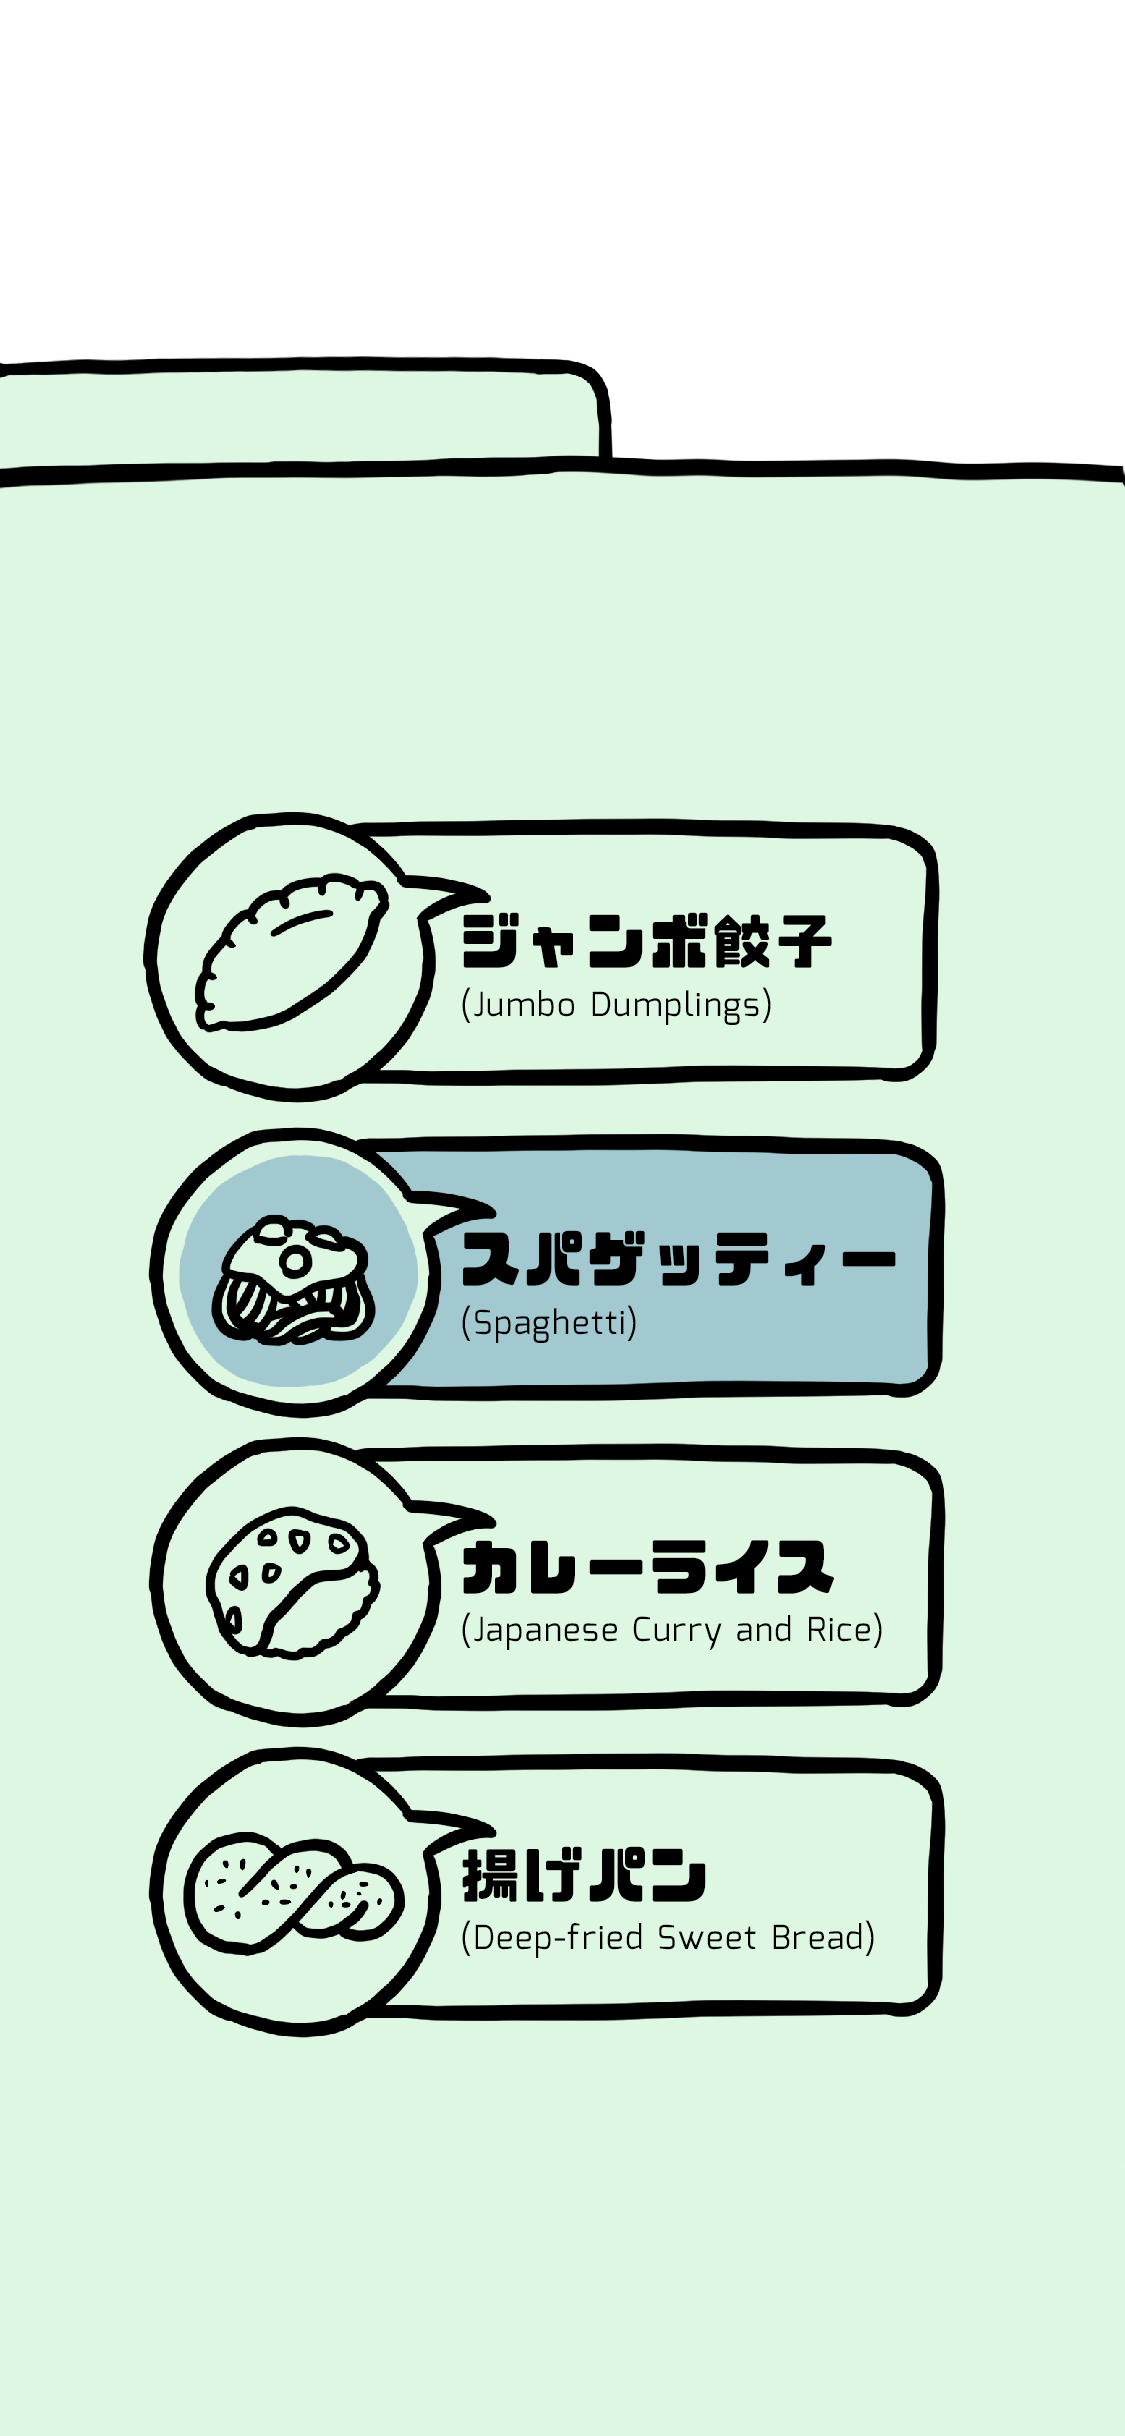 ジャンボ餃子
(Jumbo Dumplings)
スパゲッティー
(Spaghetti)
カレーライス
(Japanese Curry and Rice)
揚げパン
(Deep-fried Sweet Bread)